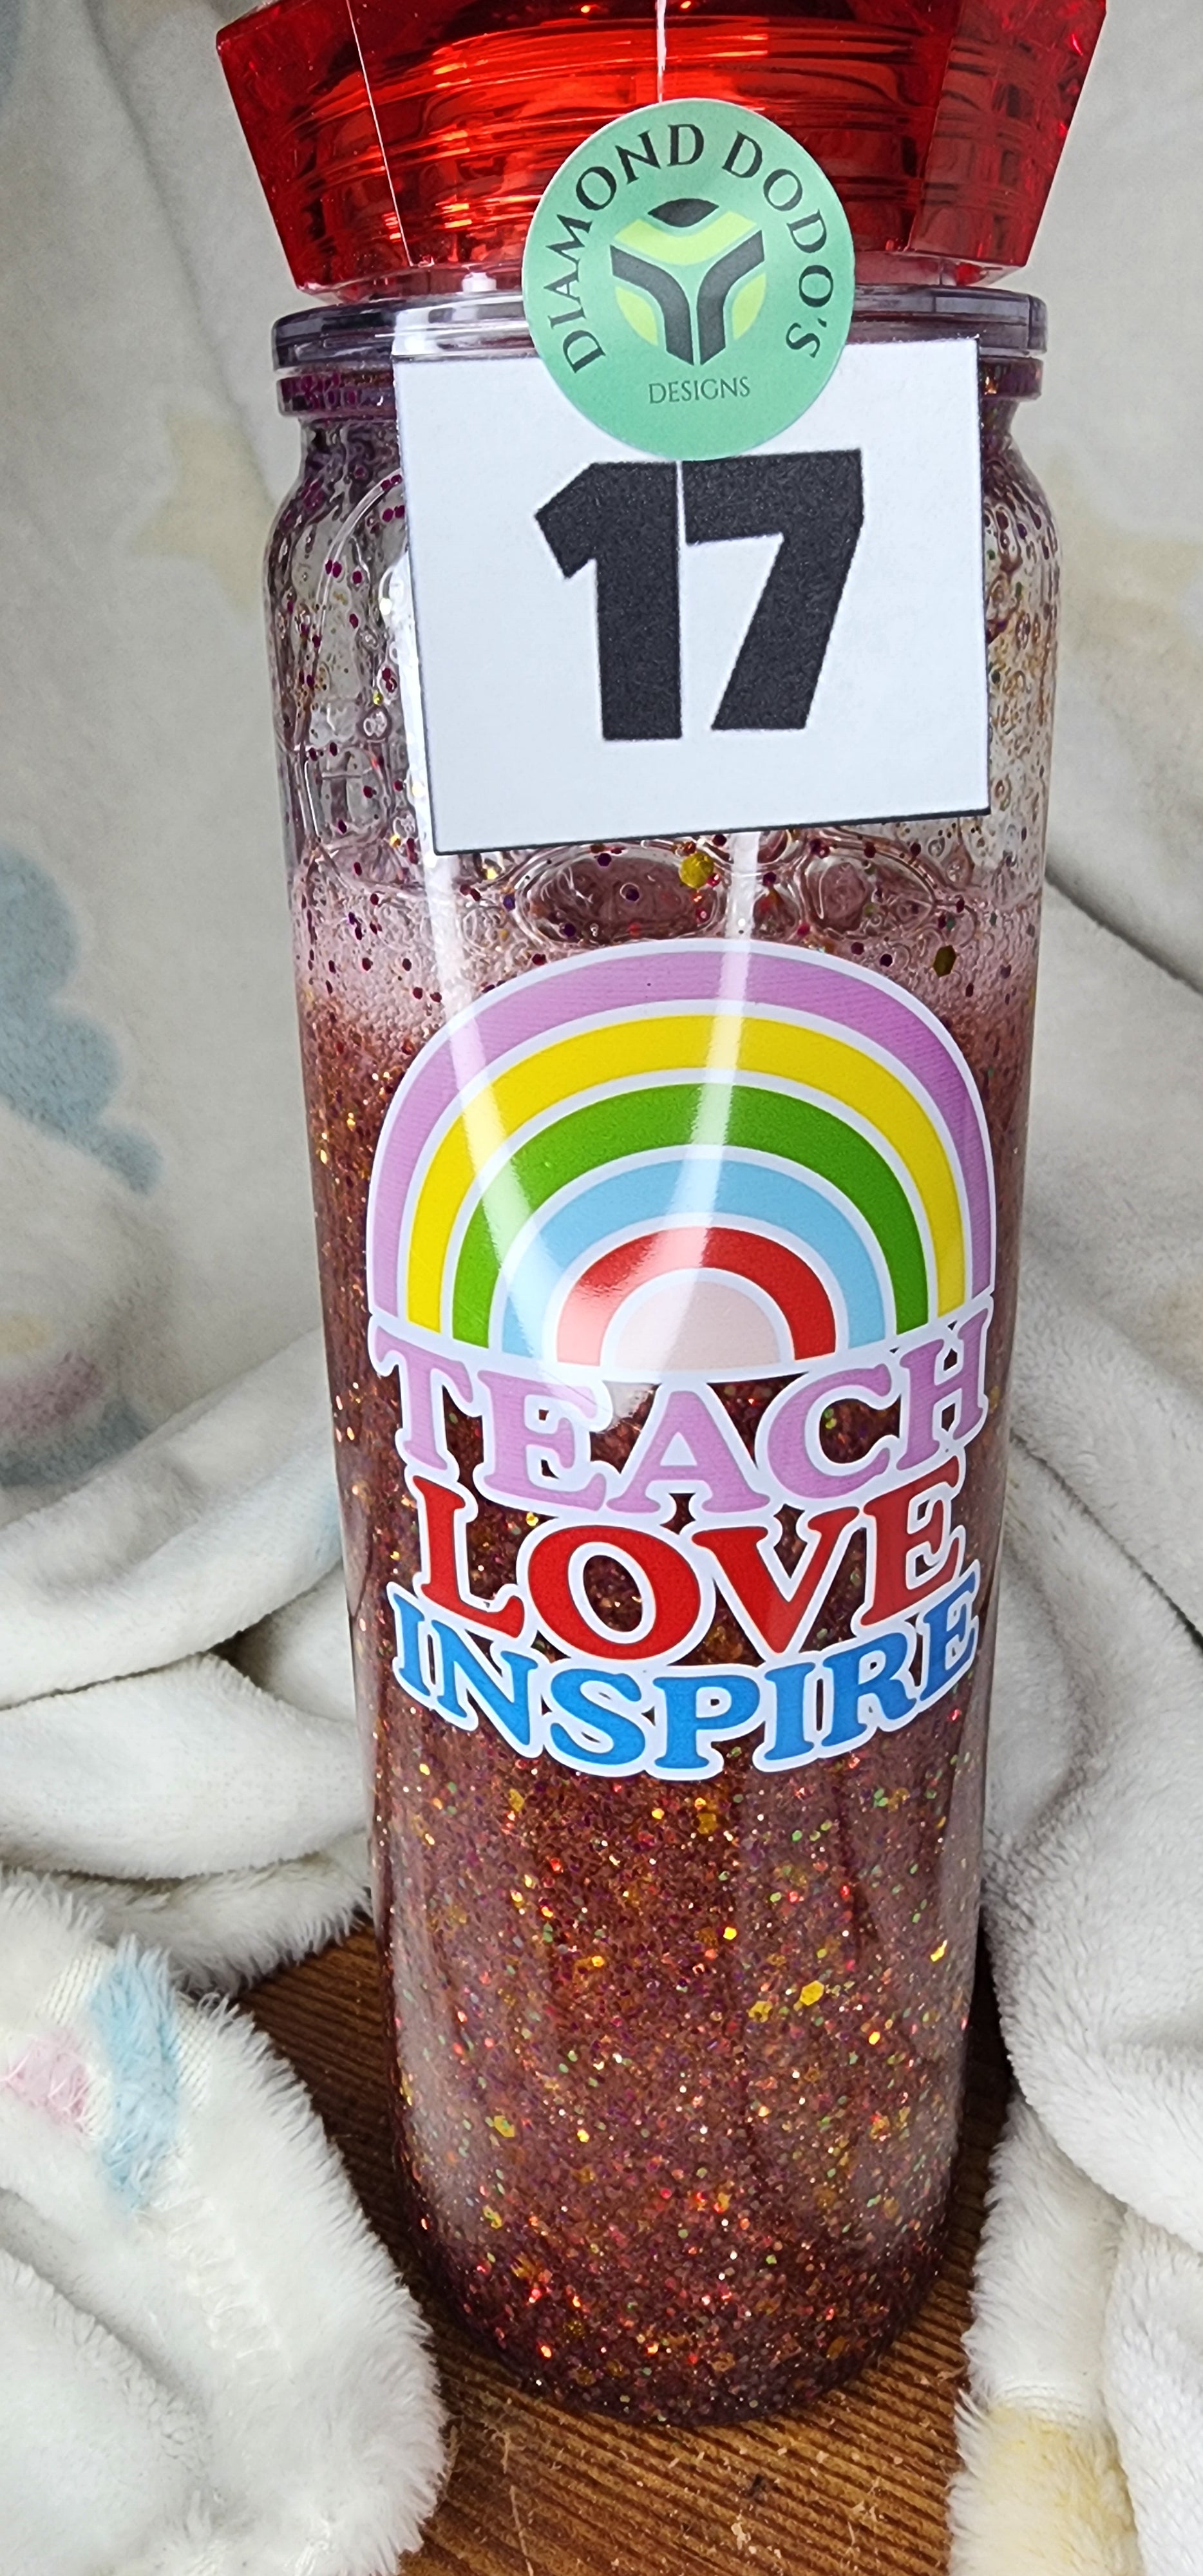 DIAMOND DODO'S
DESIGNS
17
TEACH
LOVE
INSPIRE